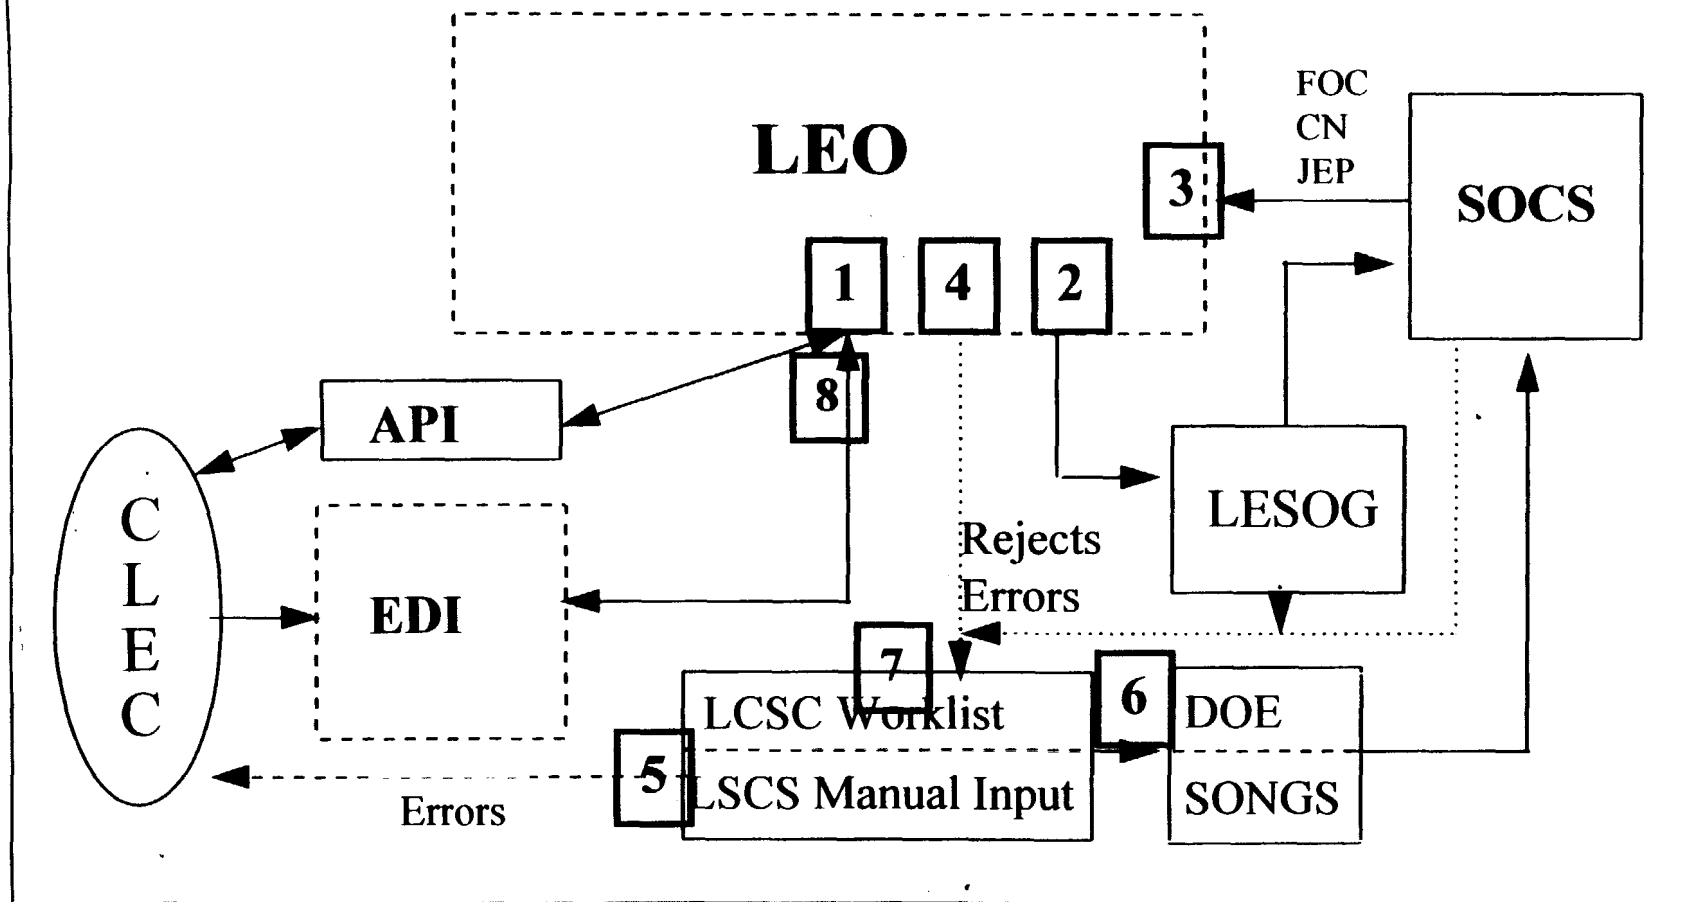 LEO
FOC
CN
JEP
3
SOCS
1
4
2
8
API
LESOG
C
L
E
C
EDI
Rejects
Errors
7
6
LCSC Worklist
DOE
5
LSCS Manual Input
SONGS
Errors